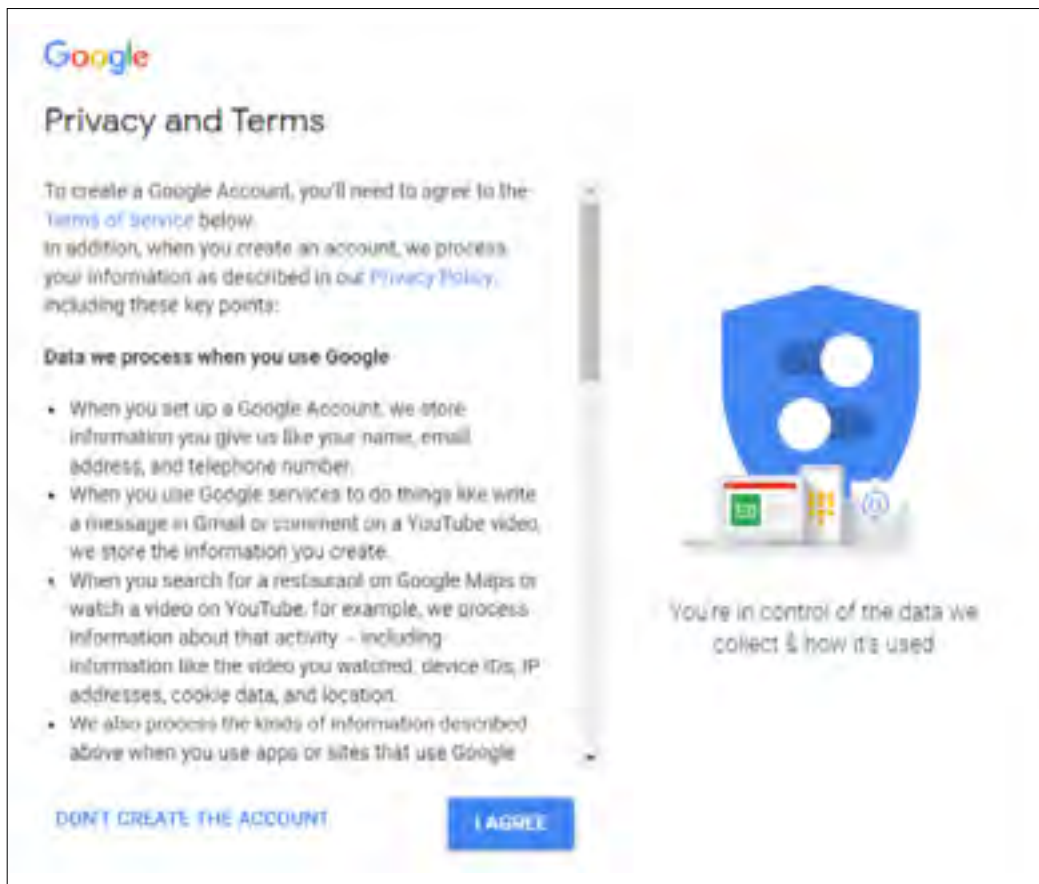 Google
Privacy and Terms
To create a Google Account, you'll need to agree to the
Terms of Service below.
In addition, when you create an account, we process
your information as described in our Privacy Policy,
including these key points:
Data we process when you use Google
• When you set up a Google Account, we store
information you give us like your name, email
address, and telephone number.
• When you use Google services to do things like write
a message in Gmail or comment on a YouTube video,
we store the information you create.
• When you search for a restaurant on Google Maps or
watch a video on YouTube, for example, we process
information about that activity – including
information like the video you watched, device IDs, IP
addresses, cookie data, and location.
• We also process the kinds of information described
above when you use apps or sites that use Google
DON'T CREATE THE ACCOUNT
I AGREE
You're in control of the data we
collect & how it's used